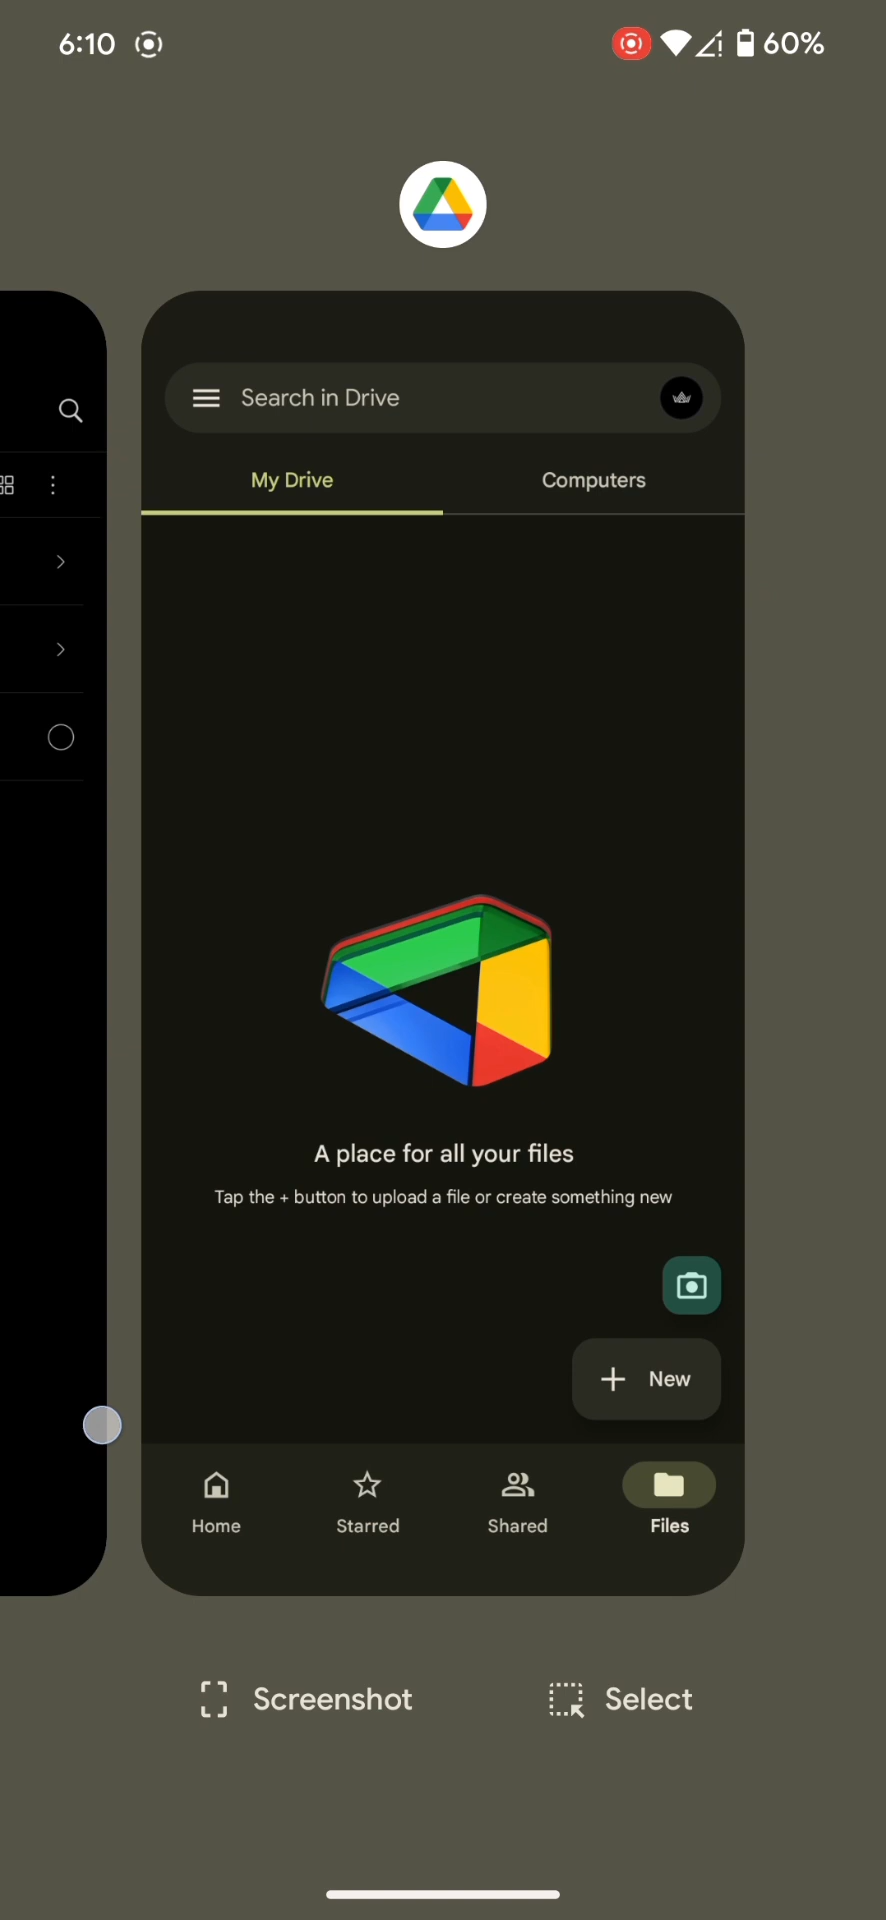 6:10
60%
Search in Drive
My Drive
Computers
A place for all your files
Tap the + button to upload a file or create something new
New
Home
Starred
Shared
Files
Screenshot
Select